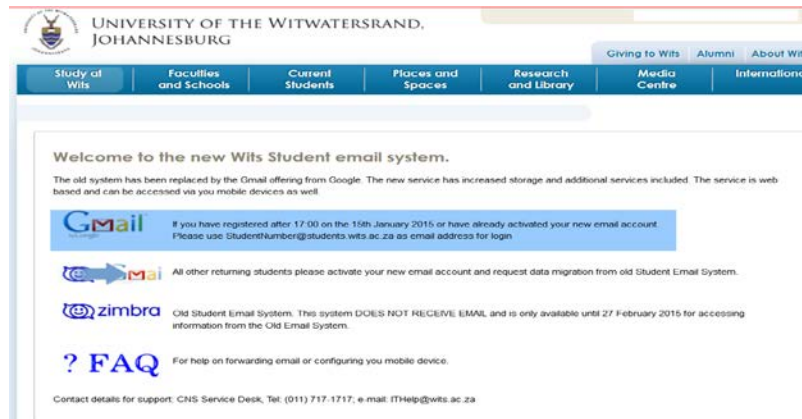 UNIVERSITY OF THE WITWATERSRAND,
JOHANNESBURG
Giving to Wits Alumni About Wit
Study at Wits
Faculties and Schools
Current Students
Places and Spaces
Research and Library
Media Centre
Internationa
Welcome to the new Wits Student email system.
The old system has been replaced by the Gmail offering from Google. The new service has increased storage and additional services included. The service is web
based and can be accessed via you mobile devices as well.
Gmail
If you have registered after 17:00 on the 15th January 2015 or have already activated your new email account.
Please use StudentNumber@students.wits.ac.za as email address for login
Gmai
All other returning students please activate your new email account and request data migration from old Student Email System.
zimbra
Old Student Email System. This system DOES NOT RECEIVE EMAIL and is only available until 27 February 2015 for accessing
information from the Old Email System.
? FAQ
For help on forwarding email or configuring you mobile device.
Contact details for support: CNS Service Desk, Tel: (011) 717-1717; e-mail: ITHelp@wits.ac.za